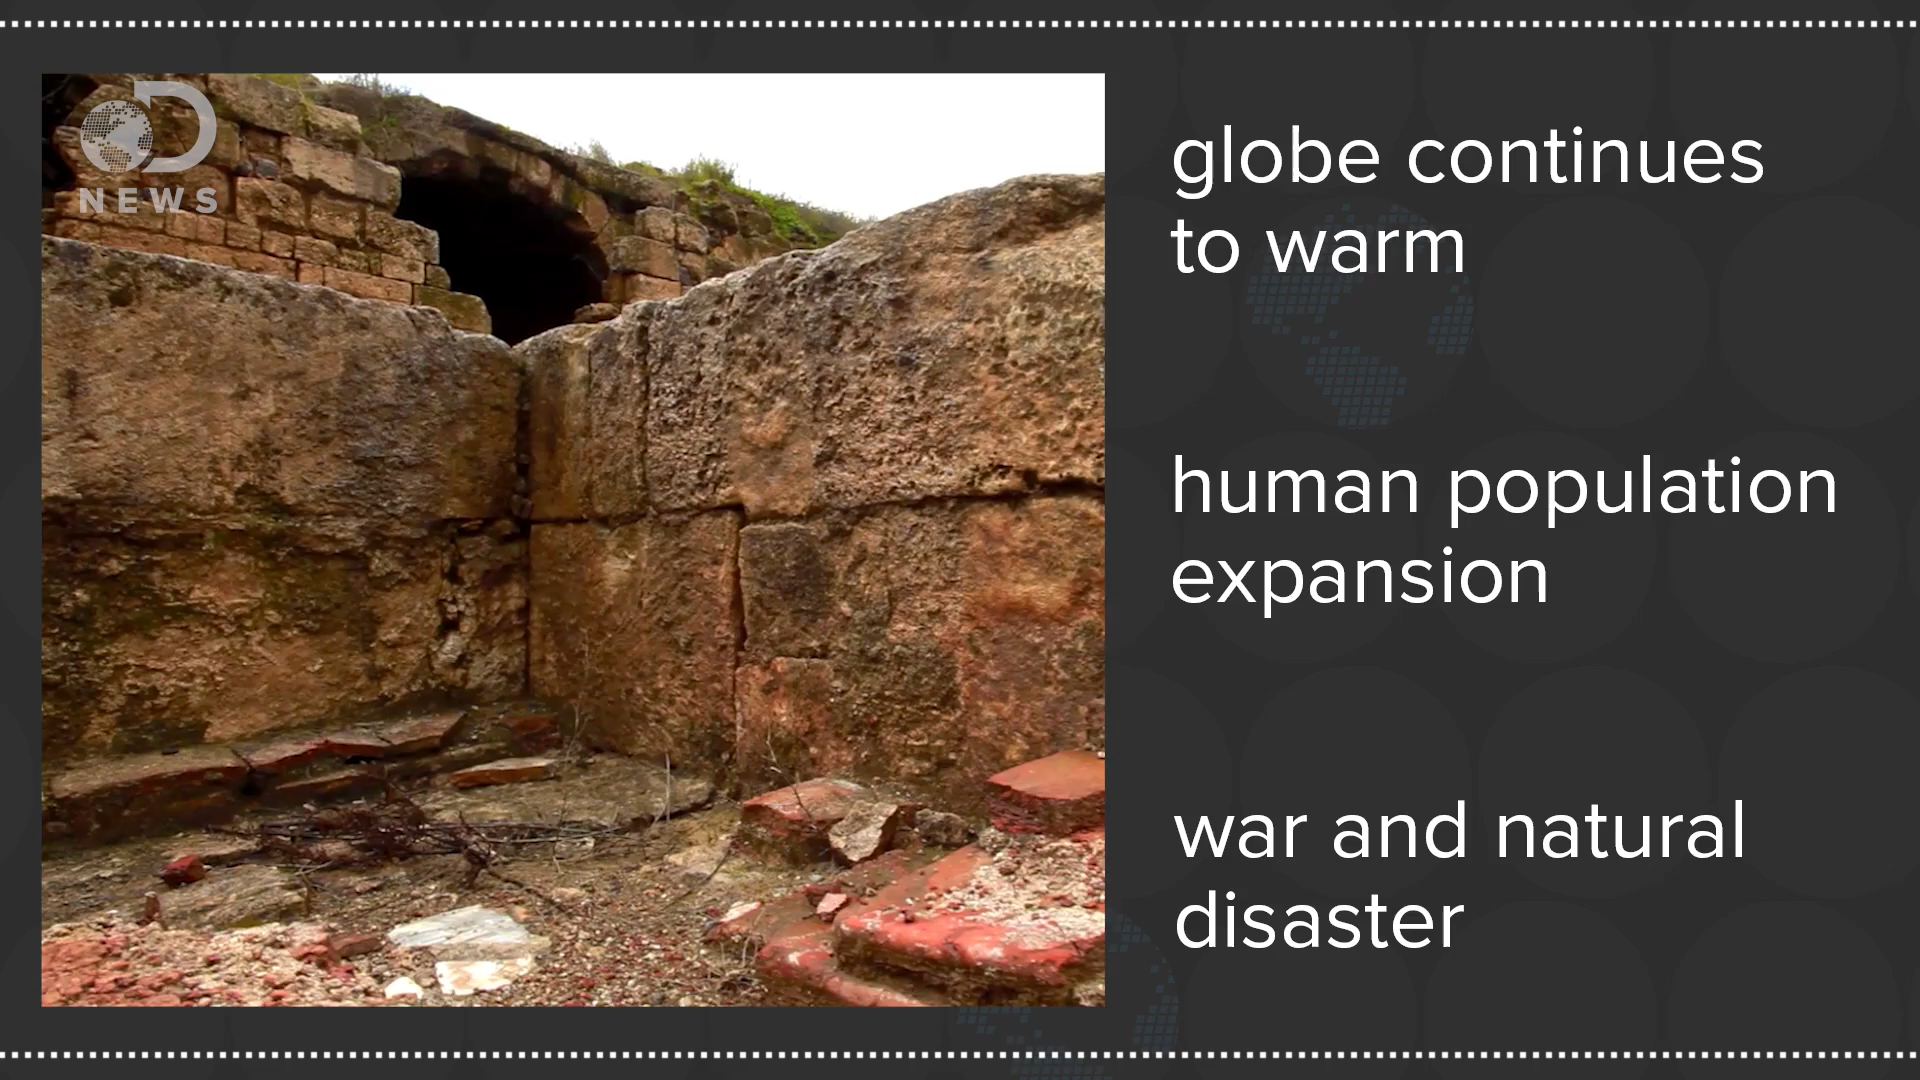 D
NEWS
globe continues
to warm
human population
expansion
war and natural
disaster